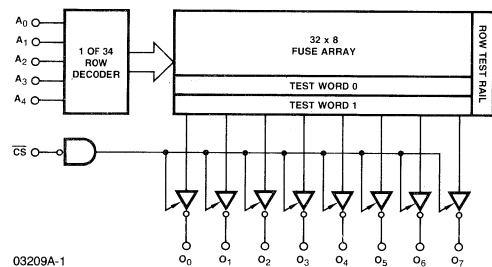 A0
A1
A2
A3
A4
1 OF 34
ROW
DECODER
32 x 8
FUSE ARRAY
TEST WORD 0
TEST WORD 1
ROW TEST
RAIL
CS
O0
O1
O2
O3
O4
O5
O6
O7
03209A-1